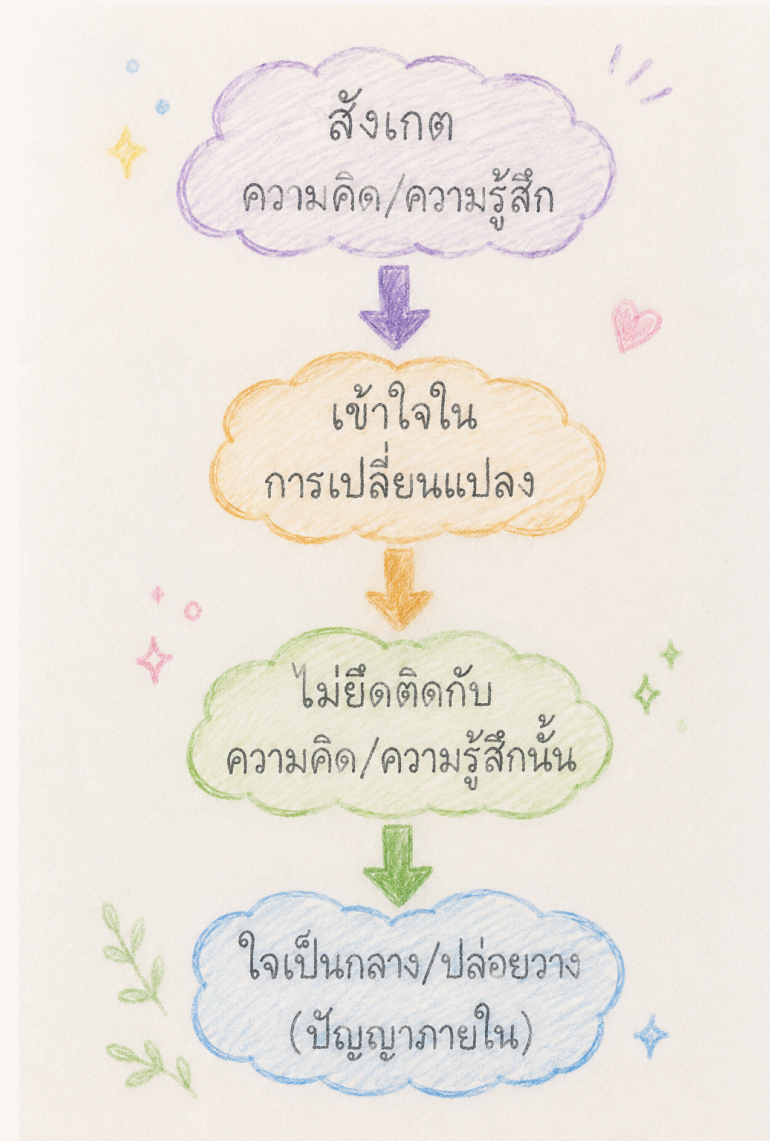 สังเกต
ความคิด/ความรู้สึก
เข้าใจใน
การเปลี่ยนแปลง
ไม่ยึดติดกับ
ความคิด/ความรู้สึกนั้น
ใจเป็นกลาง/ปล่อยวาง
(ปัญญาภายใน)